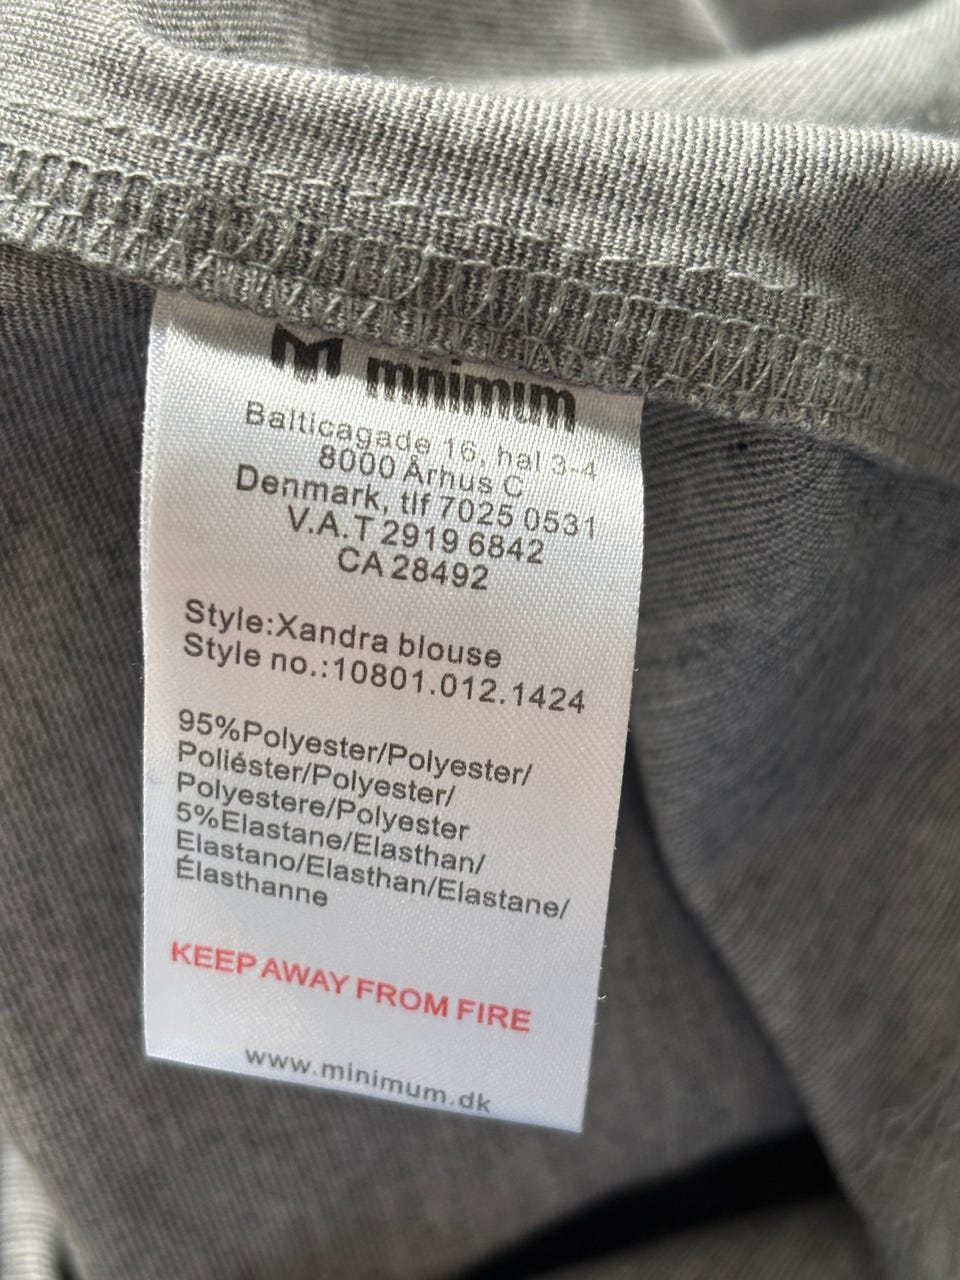 minimum
Balticagade 16, hal 3-4
8000 Århus C
Denmark, tlf 7025 0531
V.A.T 2919 6842
CA 28492
Style:Xandra blouse
Style no.:10801.012.1424
95%Polyester/Polyester/
Poliéster/Polyester/
Polyestere/Polyester
5%Elastane/Elasthan/
Elastano/Elasthan/Elastane/
Élasthanne
KEEP AWAY FROM FIRE
www.minimum.dk